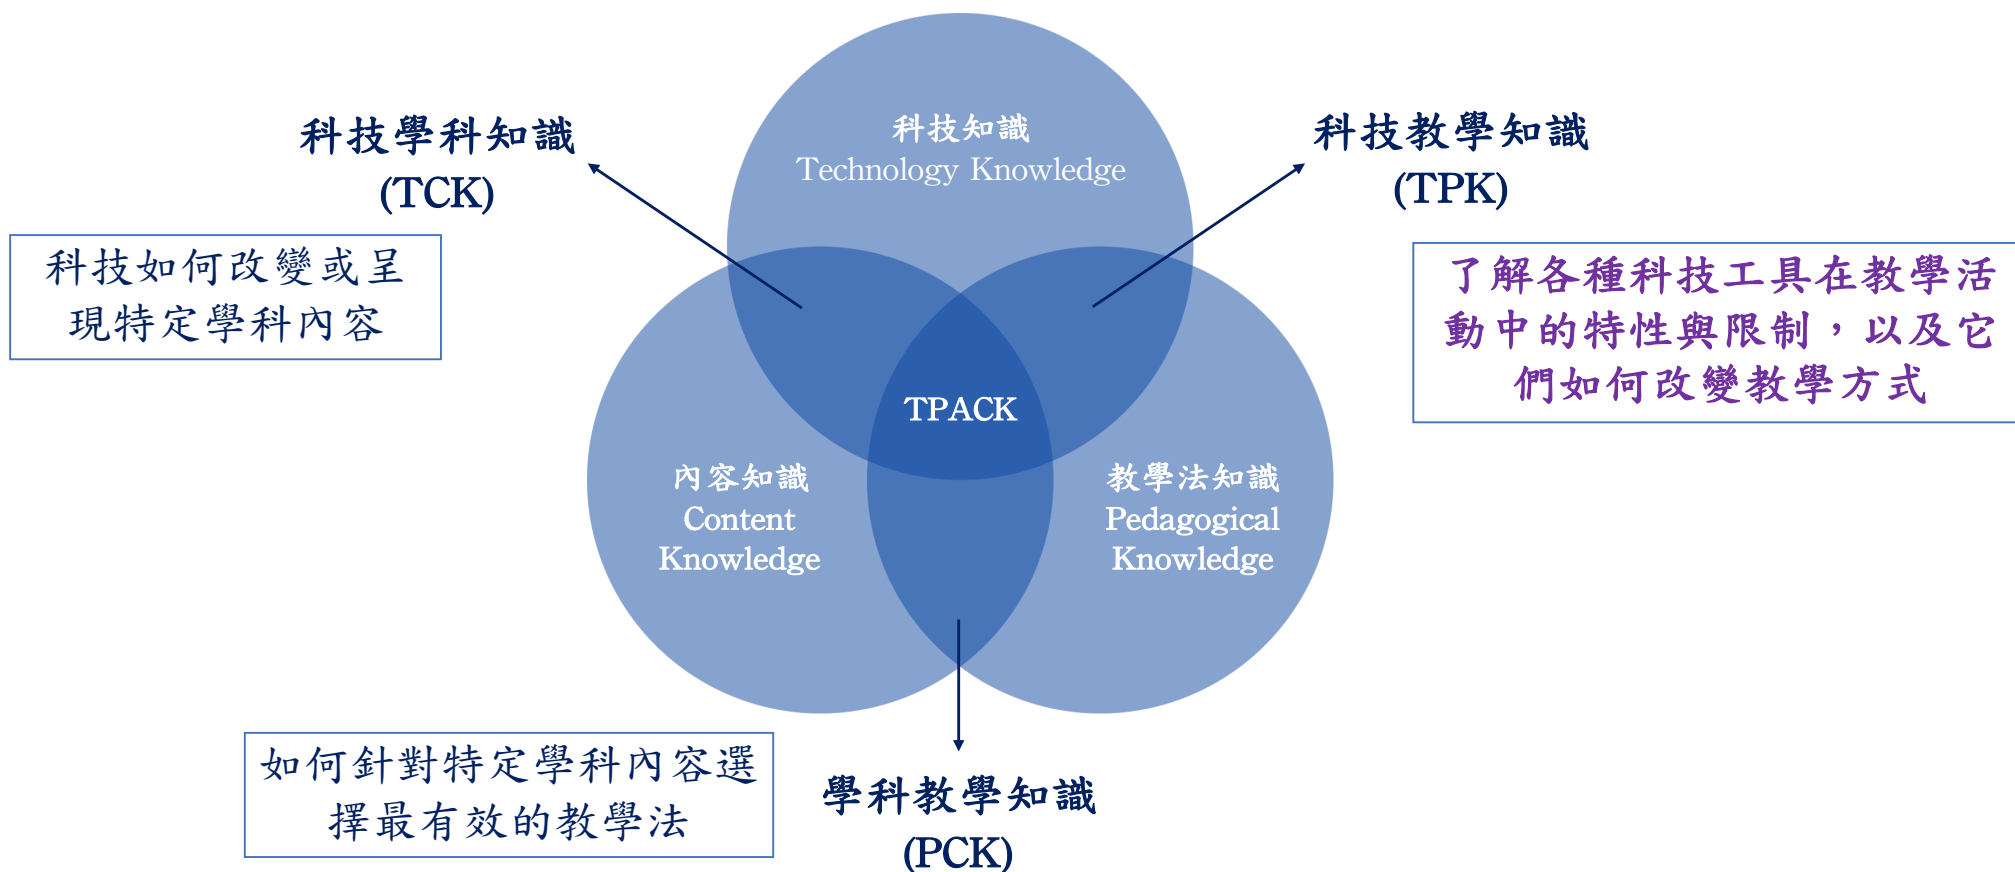 科技知識
Technology Knowledge
科技學科知識
(TCK)
科技如何改變或呈
現特定學科內容
科技教學知識
(TPK)
了解各種科技工具在教學活
動中的特性與限制，以及它
們如何改變教學方式
TPACK
內容知識
Content
Knowledge
教學法知識
Pedagogical
Knowledge
如何針對特定學科內容選
擇最有效的教學法
學科教學知識
(PCK)